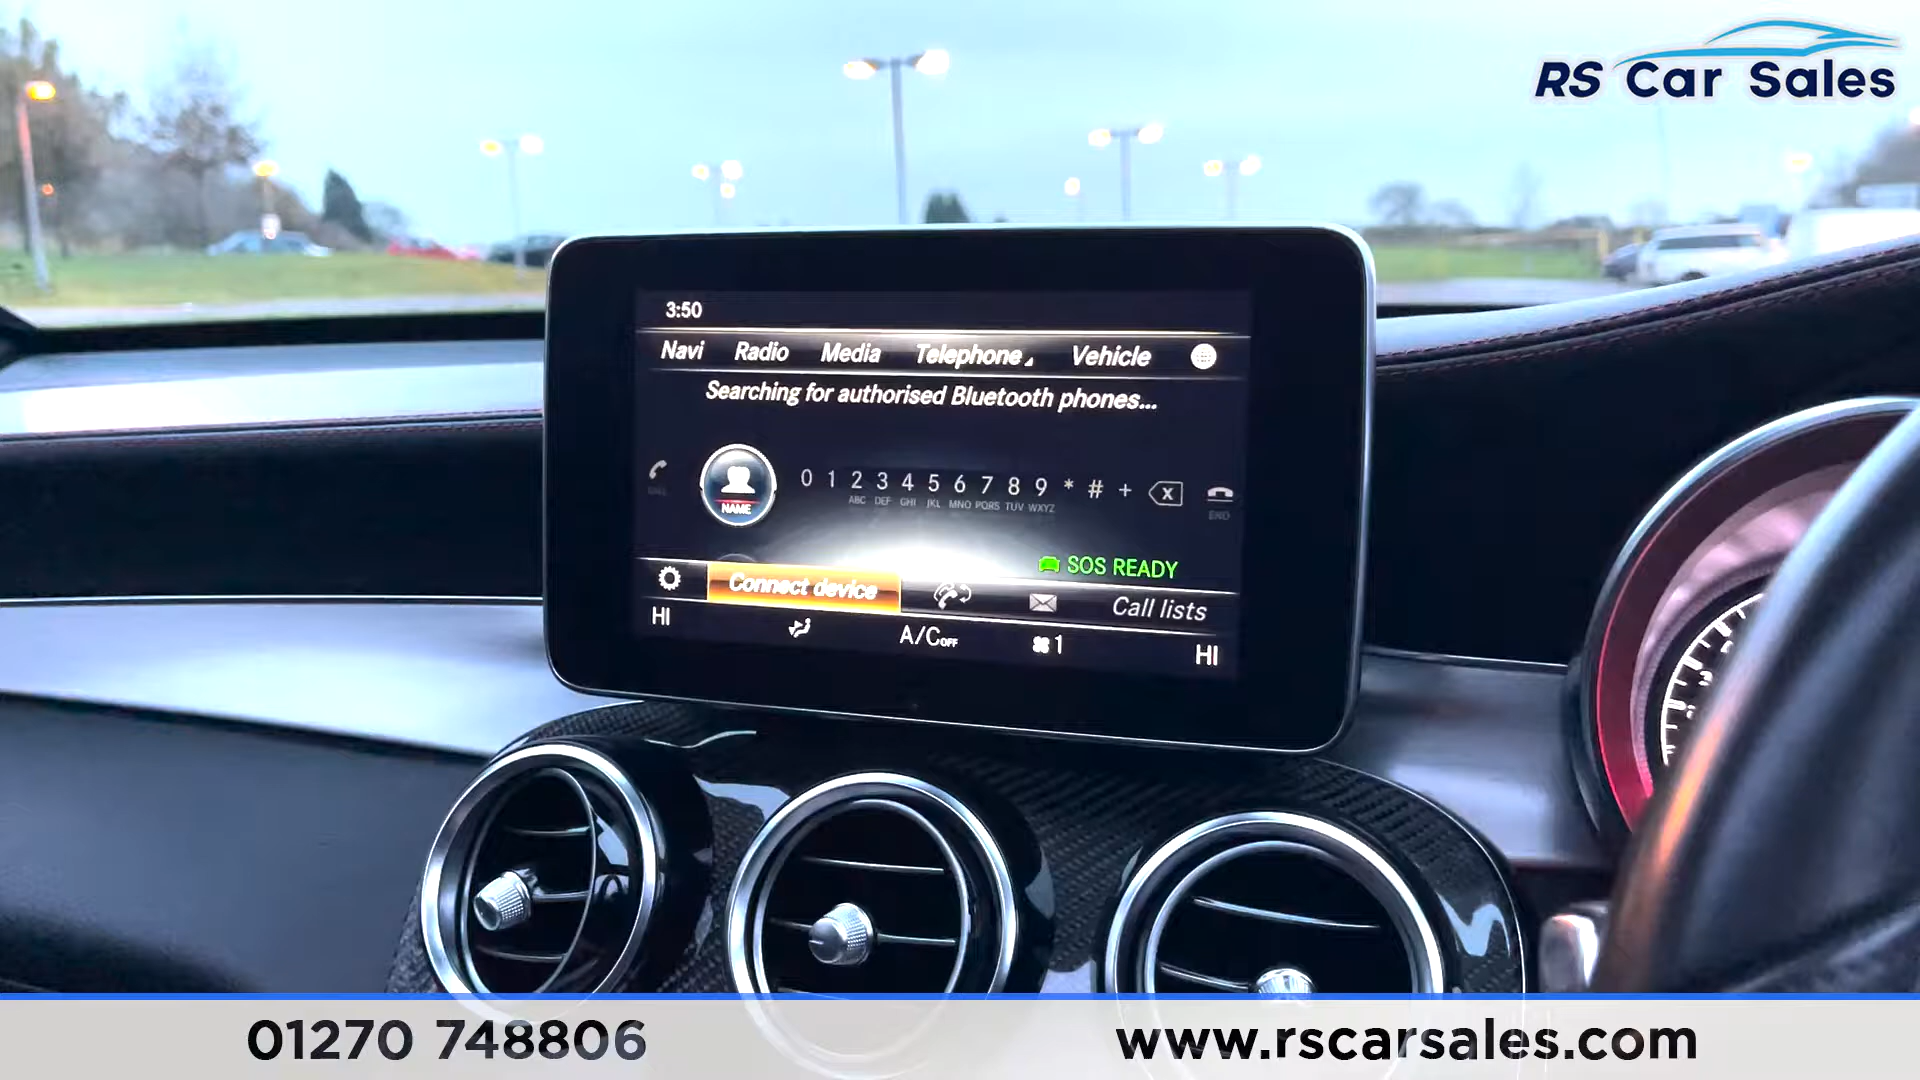 RS Car Sales
3:50
Navi Radio Media Telephone Vehicle
Searching for authorised Bluetooth phones...
NAME 0 1 2 3 4 5 6 7 8 9 * # + X
ABC DEF GHI JKL MNO PQRS TUV WXYZ
END
SOS READY
Connect device Call lists
HI A/C OFF 1 HI
01270 748806 www.rscarsales.com